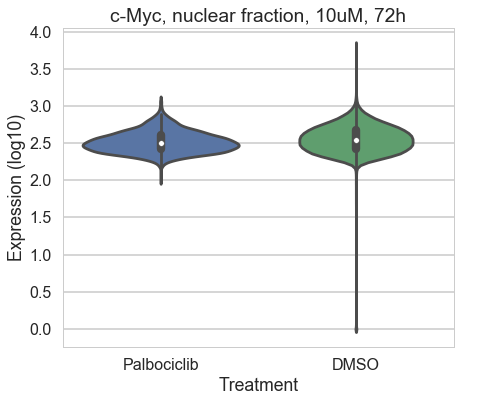 c-Myc, nuclear fraction, 10uM, 72h
Expression (log10)
4.0
3.5
3.0
2.5
2.0
1.5
1.0
0.5
0.0
Palbociclib DMSO
Treatment